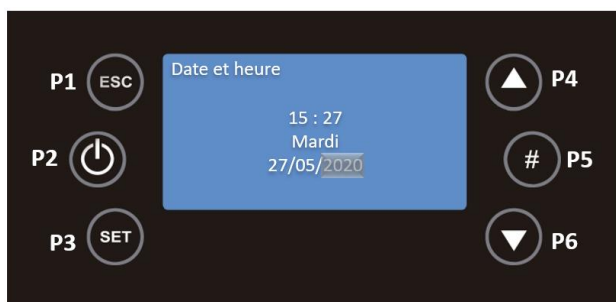 P1 ESC
P2
P3 SET
Date et heure
15 : 27
Mardi
27/05/2020
P4
# P5
P6